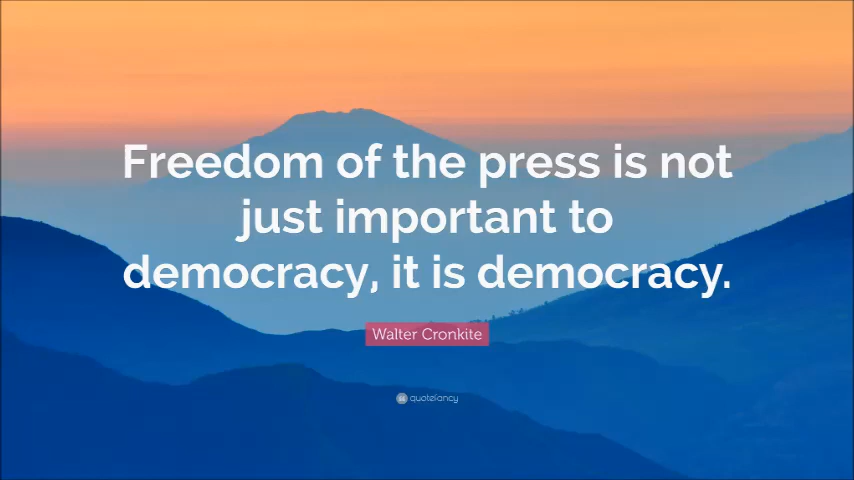 Freedom of the press is not
just important to
democracy, it is democracy.
Walter Cronkite
quotefancy